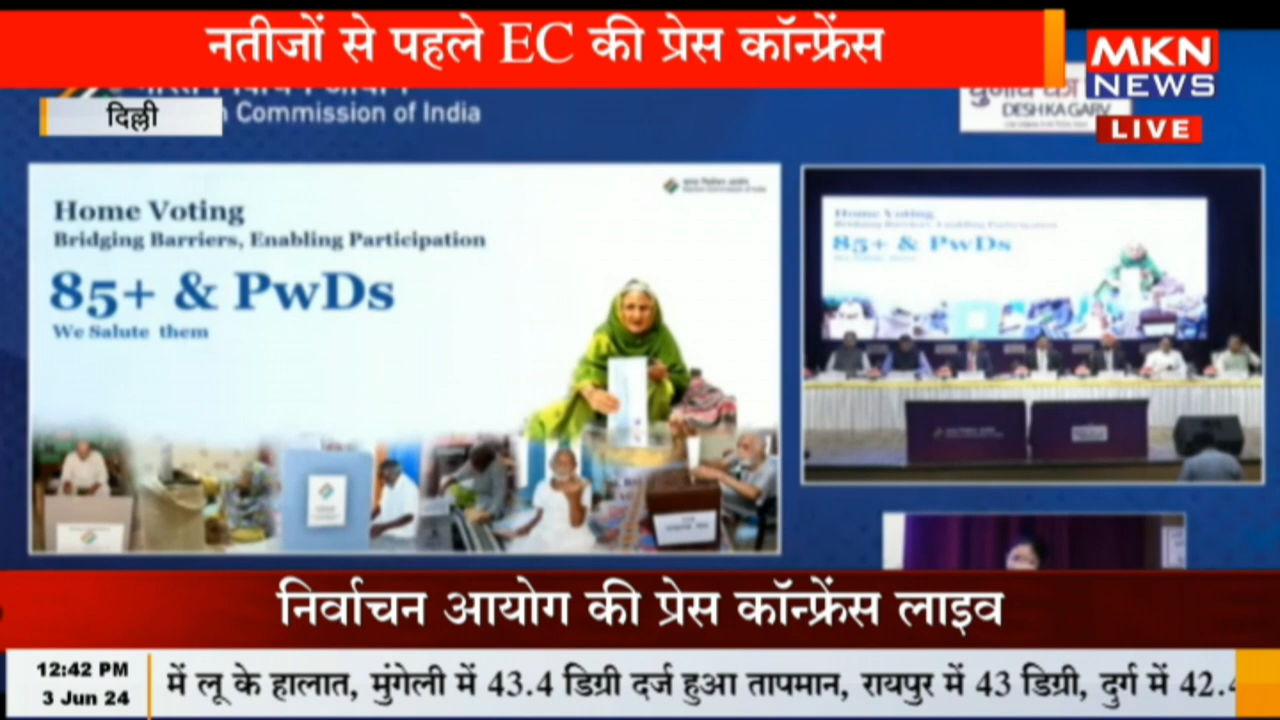 नतीजों से पहले EC की प्रेस कॉन्फ्रेंस
MKN
NEWS
LIVE
दिल्ली
Commission of India
DESH KA GARV
Home Voting
Bridging Barriers, Enabling Participation
85+ & PwDs
We Salute them
Home Voting
85+ & PwDs
निर्वाचन आयोग की प्रेस कॉन्फ्रेंस लाइव
12:42 PM
3 Jun 24
में लू के हालात, मुंगेली में 43.4 डिग्री दर्ज हुआ तापमान, रायपुर में 43 डिग्री, दुर्ग में 42.4